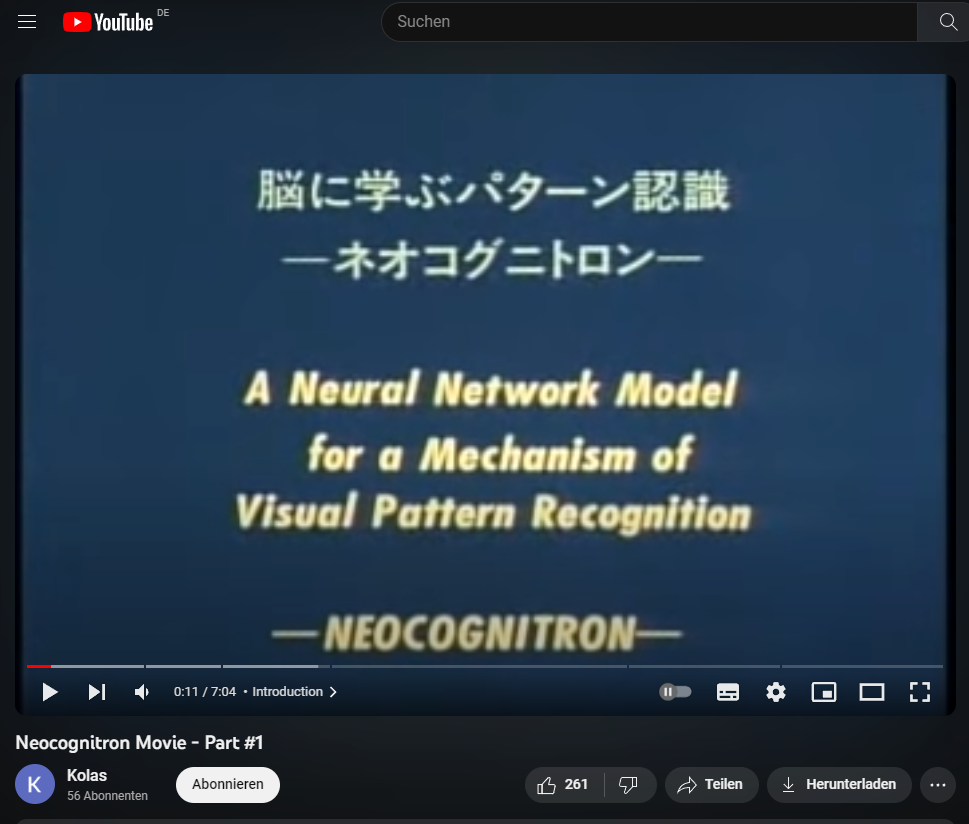 YouTube DE
Suchen
脳に学ぶパターン認識
—ネオコグニトロン—
A Neural Network Model
for a Mechanism of
Visual Pattern Recognition
—NEOCOGNITRON—
0:11 / 7:04 • Introduction
Neocognitron Movie - Part #1
K
Kolas
56 Abonnenten
Abonnieren
261
Teilen
Herunterladen